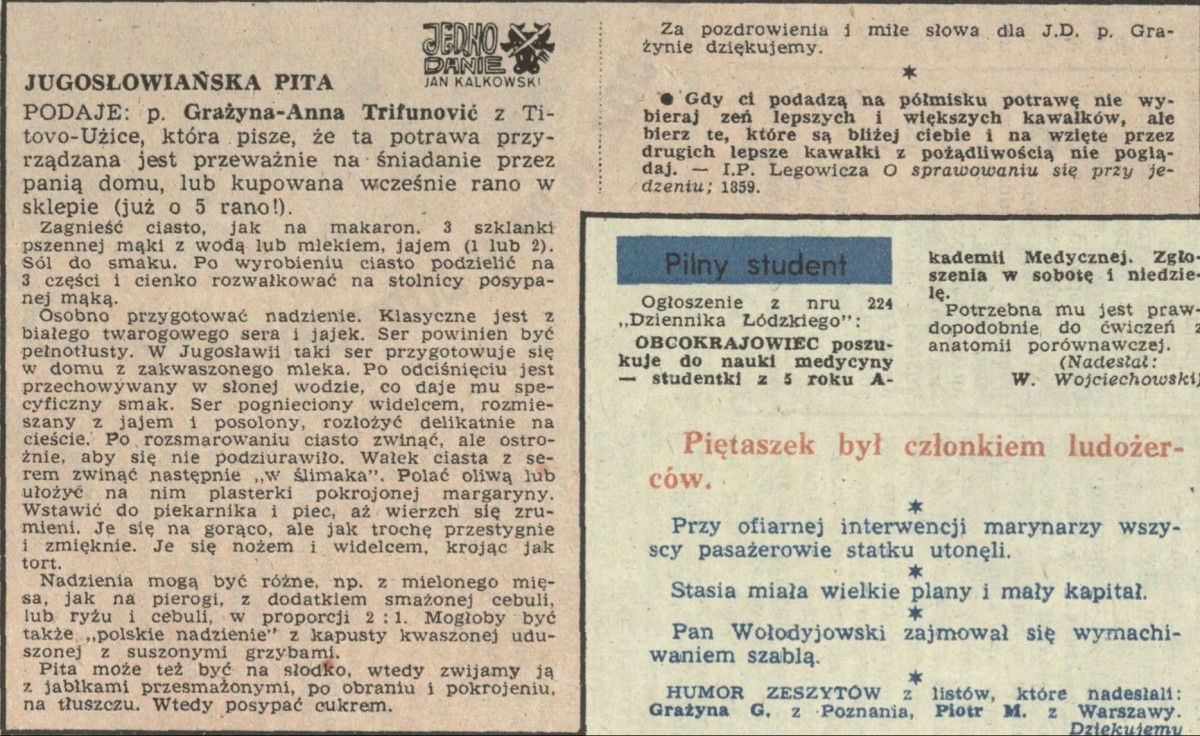 JEDNO
DANIE
JAN KALKOWSKI
JUGOSŁOWIAŃSKA PITA
PODAJE: p. Grażyna-Anna Trifunović z Ti-
tovo-Użice, która pisze, że ta potrawa przy-
rządzana jest przeważnie na śniadanie przez
panią domu, lub kupowana wcześnie rano w
sklepie (już o 5 rano!).
Zagnieść ciasto, jak na makaron. 3 szklanki
pszennej mąki z wodą lub mlekiem, jajem (1 lub 2).
Sól do smaku. Po wyrobieniu ciasto podzielić na
3 części i cienko rozwałkować na stolnicy posypa-
nej mąką.
Osobno przygotować nadzienie. Klasyczne jest z
białego twarogowego sera i jajek. Ser powinien być
pełnotłusty. W Jugosławii taki ser przygotowuje się
w domu z zakwaszonego mleka. Po odciśnięciu jest
przechowywany w słonej wodzie, co daje mu spe-
cyficzny smak. Ser pognieciony widelcem, rozmie-
szany z jajem i posolony, rozłożyć delikatnie na
cieście. Po rozsmarowaniu ciasto zwinąć, ale ostro-
żnie, aby się nie podziurawiło. Wałek ciasta z se-
rem zwinąć następnie „w ślimaka”. Polać oliwą lub
ułożyć na nim plasterki pokrojonej margaryny.
Wstawić do piekarnika i piec, aż wierzch się zru-
mieni. Je się na gorąco, ale jak trochę przestygnie
i zmięknie. Je się nożem i widelcem, krojąc jak
tort.
Nadzienia mogą być różne, np. z mielonego mię-
sa, jak na pierogi, z dodatkiem smażonej cebuli,
lub ryżu i cebuli, w proporcji 2 : 1. Mogłoby być
także „polskie nadzienie” z kapusty kwaszonej udu-
szonej z suszonymi grzybami.
Pita może też być na słodko, wtedy zwijamy ją
z jabłkami przesmażonymi, po obraniu i pokrojeniu,
na tłuszczu. Wtedy posypać cukrem.
Za pozdrowienia i miłe słowa dla J.D. p. Gra-
żynie dziękujemy.
★
● Gdy ci podadzą na półmisku potrawę nie wy-
bieraj zeń lepszych i większych kawałków, ale
bierz te, które są bliżej ciebie i na wzięte przez
drugich lepsze kawałki z pożądliwością nie poglą-
daj. — I.P. Legowicza O sprawowaniu się przy je-
dzeniu; 1859.
Pilny student
Ogłoszenie z nru 224
„Dziennika Łódzkiego”:
OBCOKRAJOWIEC poszu-
kuje do nauki medycyny
— studentki z 5 roku A-
kademii Medycznej. Zgło-
szenia w sobotę i niedzie-
lę.
Potrzebna mu jest praw-
dopodobnie do ćwiczeń z
anatomii porównawczej.
(Nadesłał:
W. Wojciechowski)
Piętaszek był członkiem ludożer-
ców.
★
Przy ofiarnej interwencji marynarzy wszy-
scy pasażerowie statku utonęli.
★
Stasia miała wielkie plany i mały kapitał.
★
Pan Wołodyjowski zajmował się wymachi-
waniem szablą.
★
HUMOR ZESZYTÓW z listów, które nadesłali:
Grażyna G. z Poznania, Piotr M. z Warszawy.
Dziękujemy